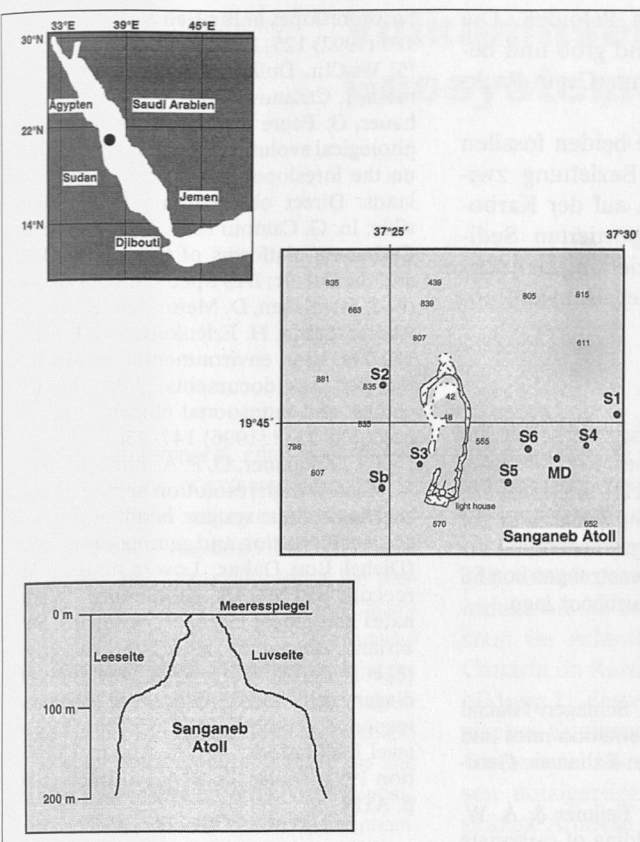 33°E 39°E 45°E
30°N
Ägypten Saudi Arabien
22°N
Sudan
Jemen
14°N
Djibouti
37°25 37°30
835 439 805 815
663 839
807 611
881 S2 835
42
S1
19°45 835 48
798 555 S6 S4
807 S3 MD
Sb S5
light house
570 652
Sanganeb Atoll
Meeresspiegel
0 m
Leeseite Luvseite
100 m
Sanganeb
Atoll
200 m